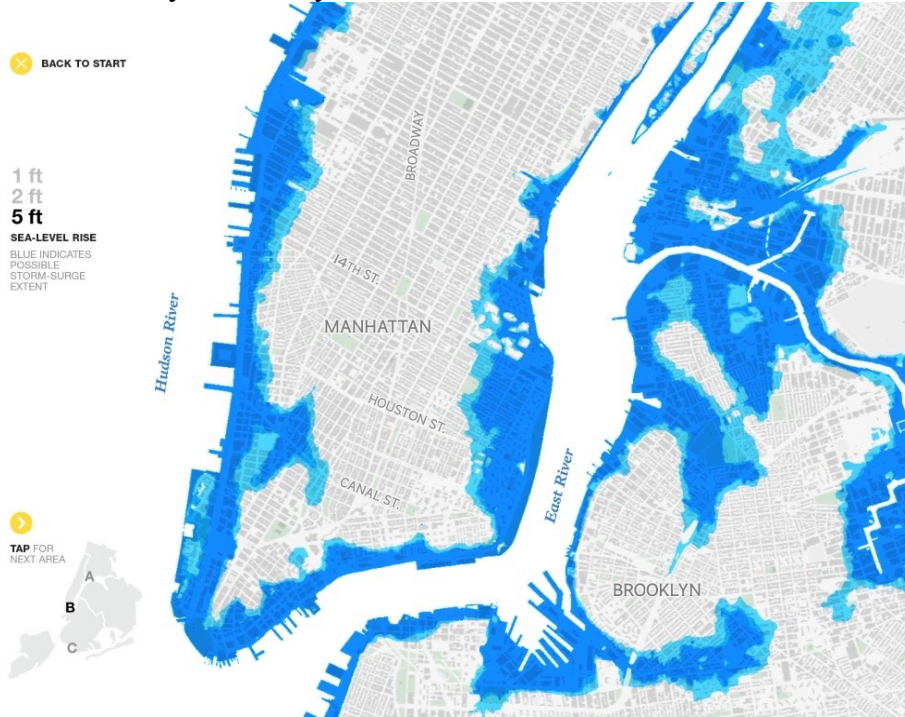 BACK TO START
1 ft
2 ft
5 ft
SEA-LEVEL RISE
BLUE INDICATES
POSSIBLE
STORM-SURGE
EXTENT
BROADWAY
14TH ST.
MANHATTAN
Hudson River
HOUSTON ST.
CANAL ST.
East River
BROOKLYN
TAP FOR
NEXT AREA
A
B
C